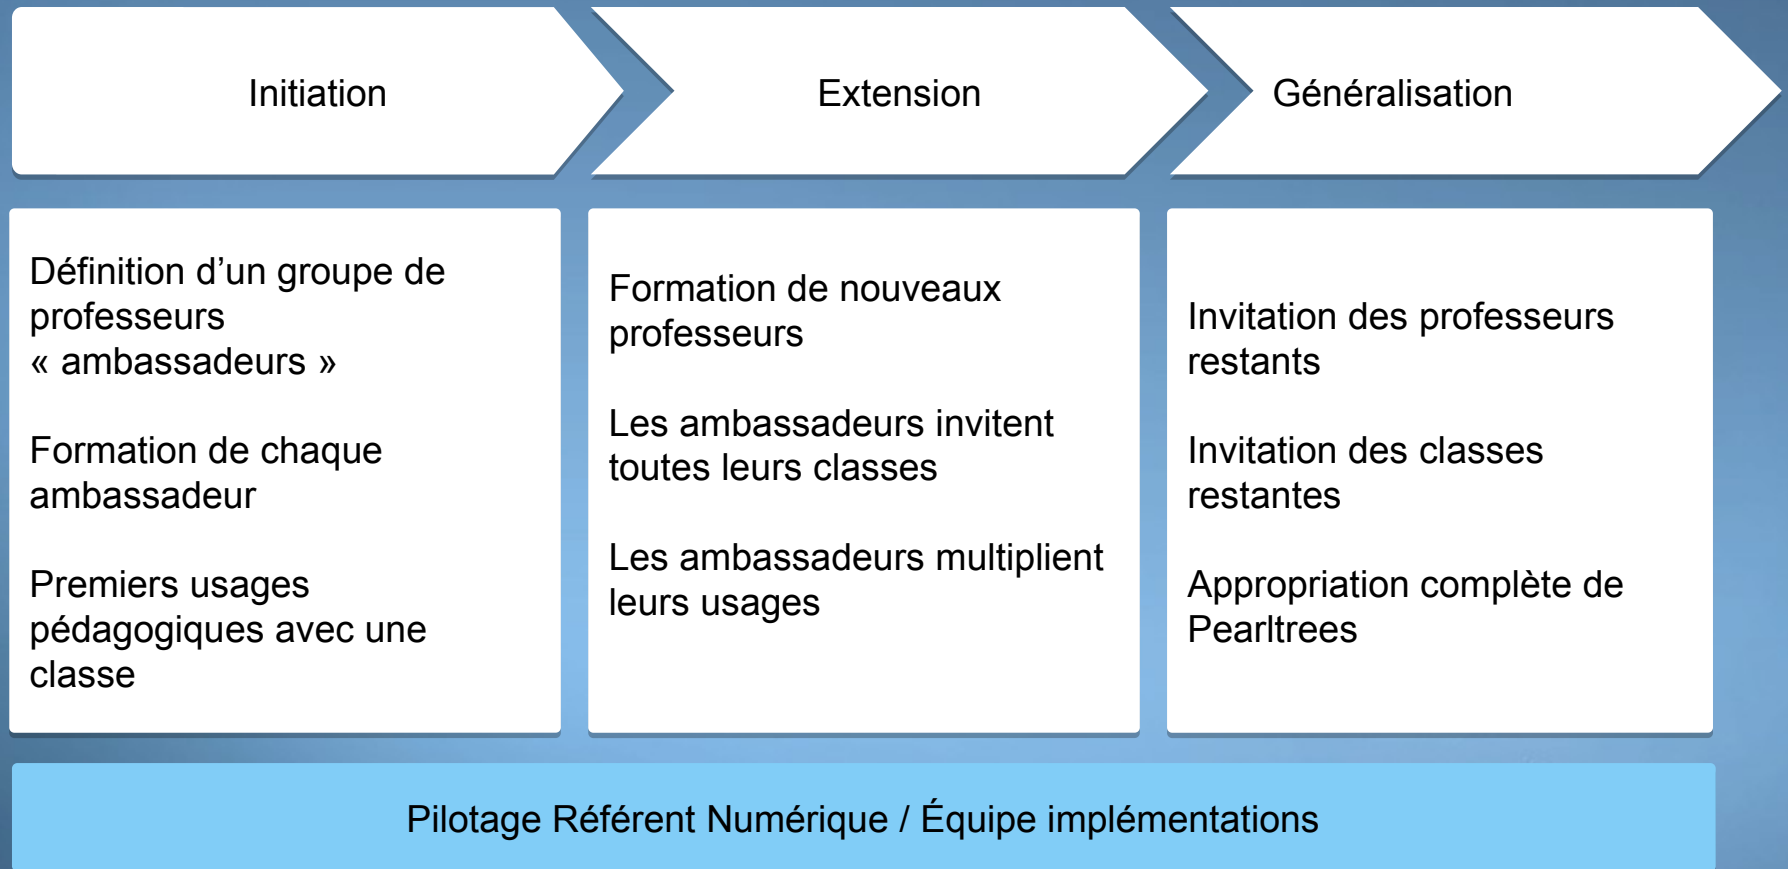 Initiation
Extension
Généralisation
Définition d’un groupe de
professeurs
« ambassadeurs »
Formation de chaque
ambassadeur
Premiers usages
pédagogiques avec une
classe
Formation de nouveaux
professeurs
Les ambassadeurs invitent
toutes leurs classes
Les ambassadeurs multiplient
leurs usages
Invitation des professeurs
restants
Invitation des classes
restantes
Appropriation complète de
Pearltrees
Pilotage Référent Numérique / Équipe implémentations